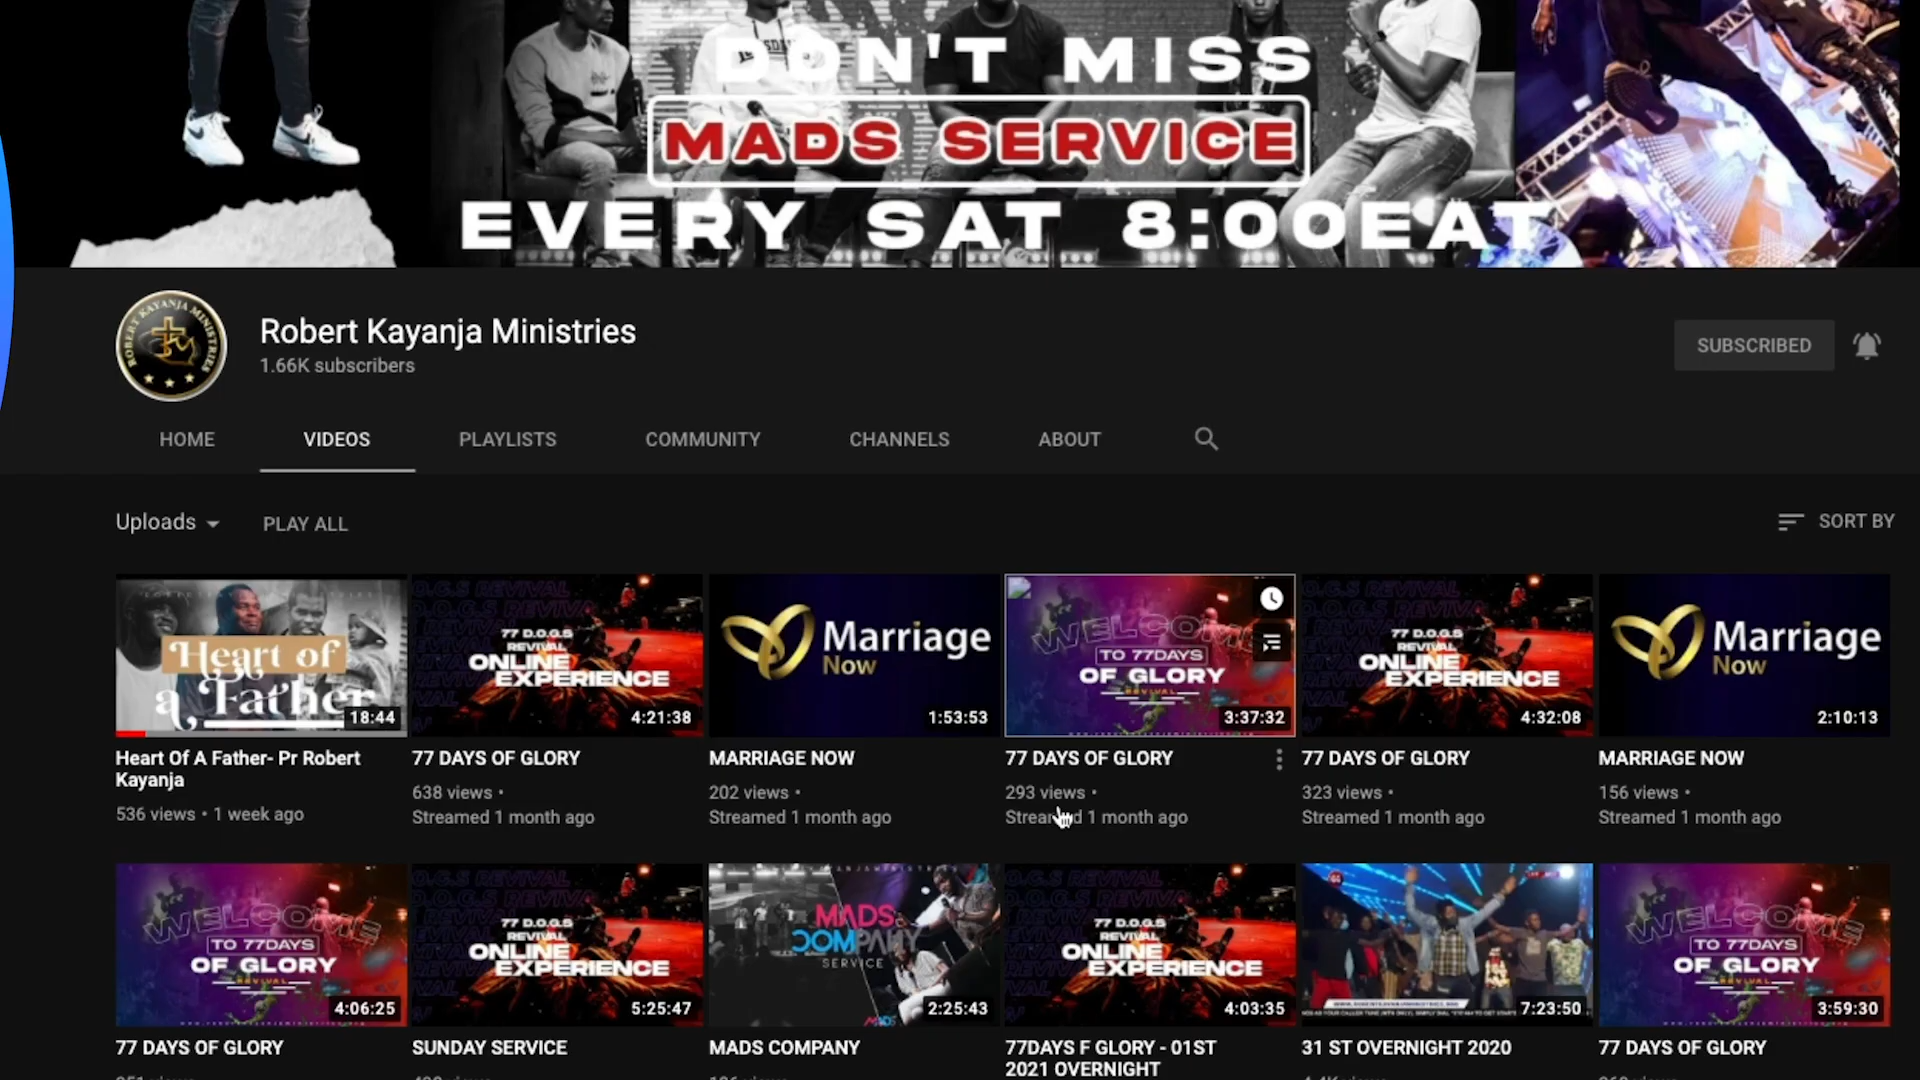 DON'T MISS
MADS SERVICE
EVERY SAT 8:00EAT
ROBERT KAYANJA MINISTRIES
Robert Kayanja Ministries
1.66K subscribers
SUBSCRIBED
HOME VIDEOS PLAYLISTS COMMUNITY CHANNELS ABOUT
Uploads PLAY ALL SORT BY
Heart of
a Father
18:44
Heart Of A Father- Pr Robert
Kayanja
536 views • 1 week ago
77 D.O.G.S
REVIVAL
ONLINE
EXPERIENCE
4:21:38
77 DAYS OF GLORY
638 views •
Streamed 1 month ago
Marriage
Now
1:53:53
MARRIAGE NOW
202 views •
Streamed 1 month ago
WELCOME
TO 77DAYS
OF GLORY
REVIVAL
3:37:32
77 DAYS OF GLORY
293 views •
Streamed 1 month ago
77 D.O.G.S
REVIVAL
ONLINE
EXPERIENCE
4:32:08
77 DAYS OF GLORY
323 views •
Streamed 1 month ago
Marriage
Now
2:10:13
MARRIAGE NOW
156 views •
Streamed 1 month ago
WELCOME
TO 77DAYS
OF GLORY
REVIVAL
4:06:25
77 DAYS OF GLORY
77 D.O.G.S
REVIVAL
ONLINE
EXPERIENCE
5:25:47
SUNDAY SERVICE
MADS
COMPANY
SERVICE
2:25:43
MADS COMPANY
77 D.O.G.S
REVIVAL
ONLINE
EXPERIENCE
4:03:35
77DAYS F GLORY - 01ST
2021 OVERNIGHT
7:23:50
31 ST OVERNIGHT 2020
WELCOME
TO 77DAYS
OF GLORY
REVIVAL
3:59:30
77 DAYS OF GLORY